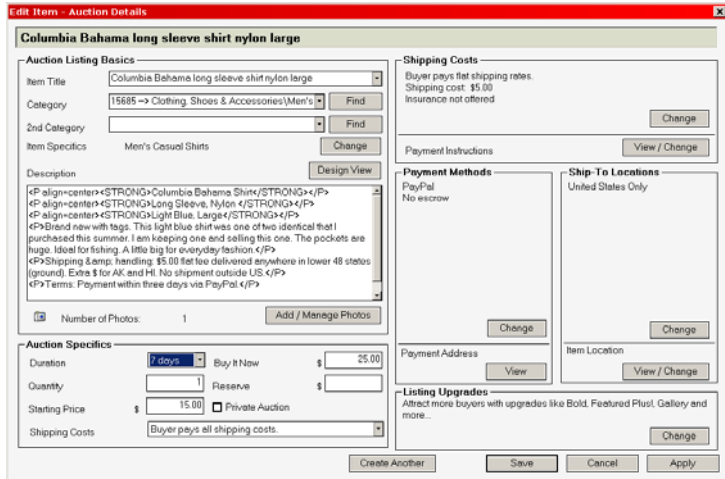 Edit Item - Auction Details
Columbia Bahama long sleeve shirt nylon large
Auction Listing Basics
Item Title Columbia Bahama long sleeve shirt nylon large
Category 15685 -> Clothing, Shoes & Accessories\Men's Find
2nd Category Find
Item Specifics Men's Casual Shirts Change
Description Design View
<P align=center><STRONG>Columbia Bahama Shirt</STRONG></P>
<P align=center><STRONG>Long Sleeve, Nylon </STRONG></P>
<P align=center><STRONG>Light Blue, Large</STRONG></P>
<P>Brand new with tags. This light blue shirt was one of two identical that I
purchased this summer. I am keeping one and selling this one. The pockets are
huge. Ideal for fishing. A little big for everyday fashion.</P>
<P>Shipping &amp; handling: $5.00 flat fee delivered anywhere in lower 48 states
(ground). Extra $ for AK and HI. No shipment outside US.</P>
<P>Terms: Payment within three days via PayPal.</P>
Number of Photos: 1 Add / Manage Photos
Auction Specifics
Duration 7 days Buy It Now $ 25.00
Quantity 1 Reserve $
Starting Price $ 15.00 Private Auction
Shipping Costs Buyer pays all shipping costs.
Shipping Costs
Buyer pays flat shipping rates.
Shipping cost: $5.00
Insurance not offered
Change
Payment Instructions View / Change
Payment Methods
PayPal
No escrow
Change
Payment Address
View
Ship-To Locations
United States Only
Change
Item Location
View / Change
Listing Upgrades
Attract more buyers with upgrades like Bold, Featured Plus!, Gallery and
more...
Change
Create Another Save Cancel Apply